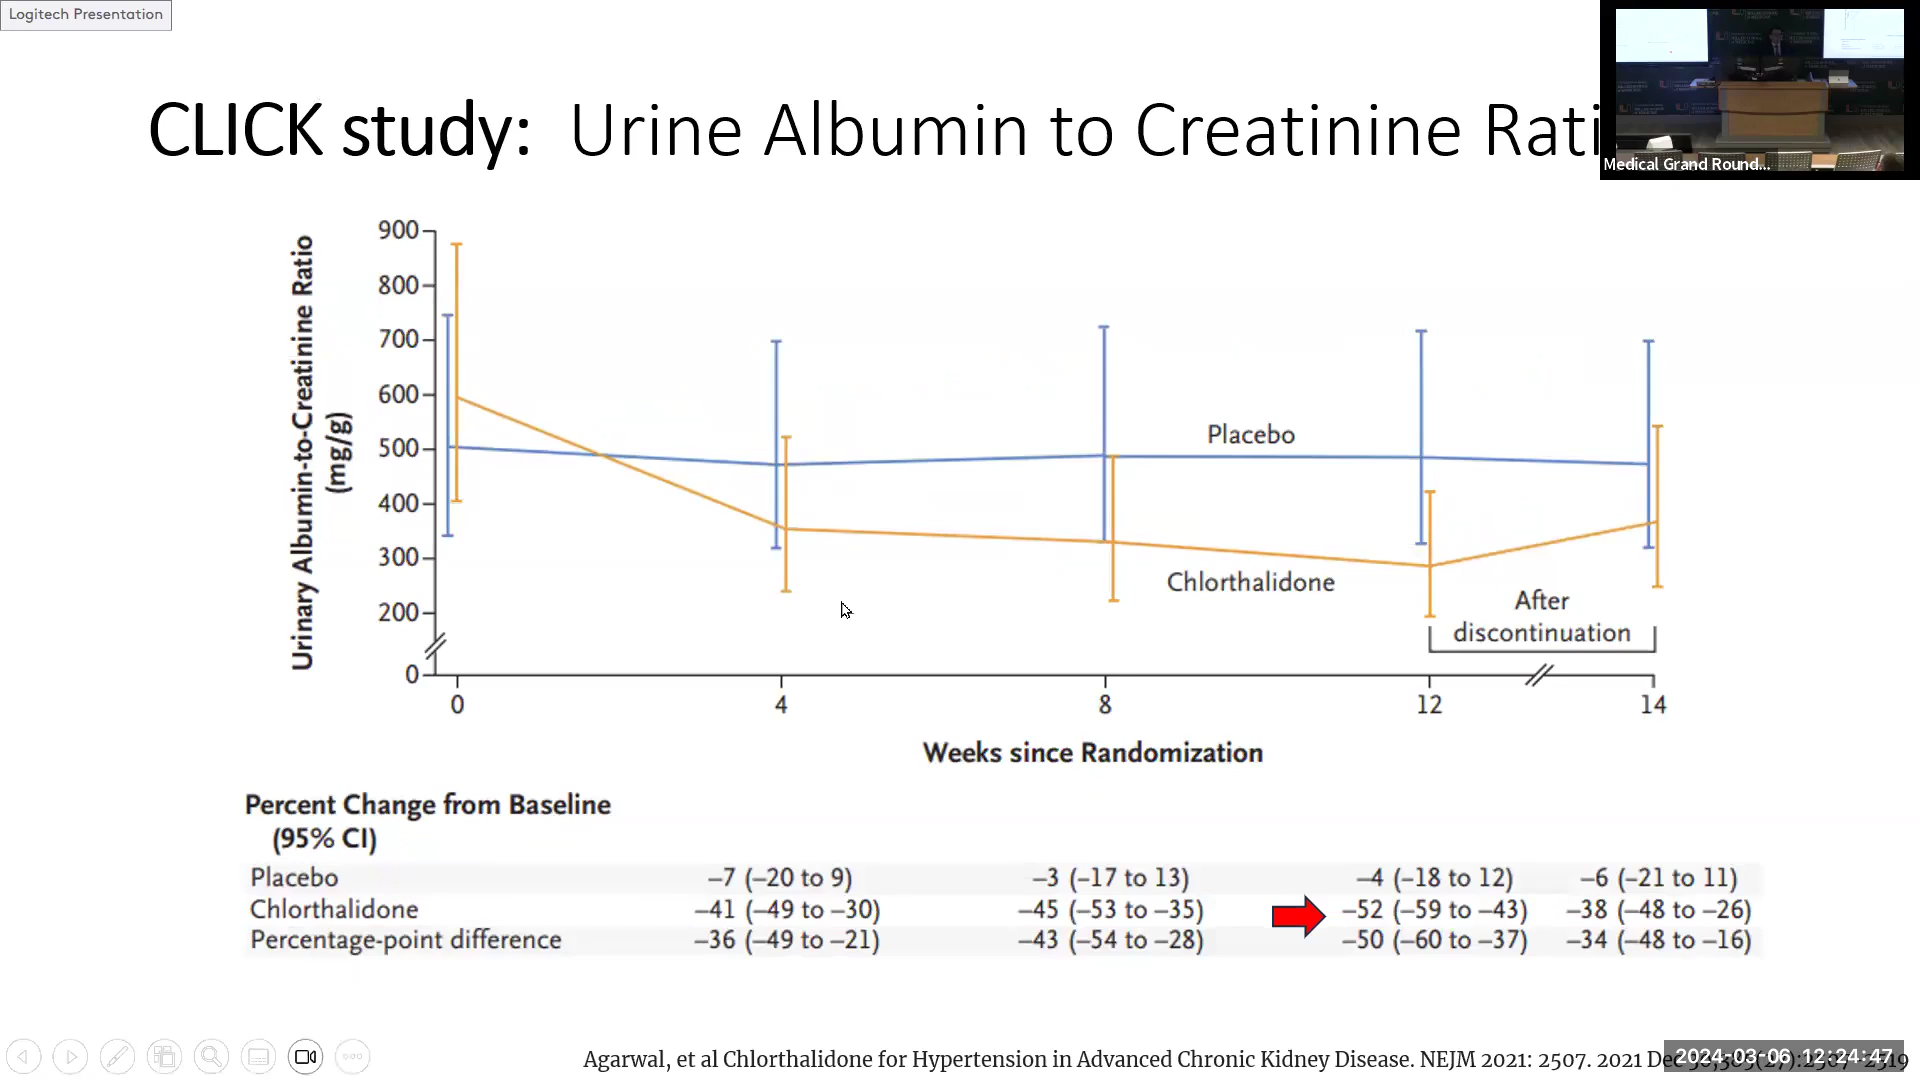 Logitech Presentation
CLICK study: Urine Albumin to Creatinine Rati
Medical Grand Round...
Urinary Albumin-to-Creatinine Ratio
(mg/g)
900
800
700
600
500
400
300
200
0
Placebo
Chlorthalidone
After
discontinuation
0 4 8 12 14
Weeks since Randomization
Percent Change from Baseline
(95% CI)
Placebo –7 (–20 to 9) –3 (–17 to 13) –4 (–18 to 12) –6 (–21 to 11)
Chlorthalidone –41 (–49 to –30) –45 (–53 to –35) –52 (–59 to –43) –38 (–48 to –26)
Percentage-point difference –36 (–49 to –21) –43 (–54 to –28) –50 (–60 to –37) –34 (–48 to –16)
Agarwal, et al Chlorthalidone for Hypertension in Advanced Chronic Kidney Disease. NEJM 2021: 2507. 2021 De
2024-03-06 12:24:47